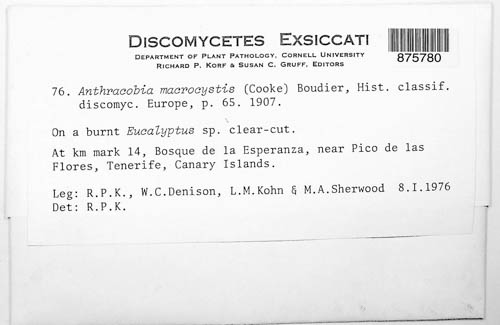 DISCOMYCETES EXSICCATI
DEPARTMENT OF PLANT PATHOLOGY, CORNELL UNIVERSITY
RICHARD P. KORF & SUSAN C. GRUFF, EDITORS
875780
76. Anthracobia macrocystis (Cooke) Boudier, Hist. classif.
discomyc. Europe, p. 65. 1907.
On a burnt Eucalyptus sp. clear-cut.
At km mark 14, Bosque de la Esperanza, near Pico de las
Flores, Tenerife, Canary Islands.
Leg: R.P.K., W.C.Denison, L.M.Kohn & M.A.Sherwood 8.I.1976
Det: R.P.K.